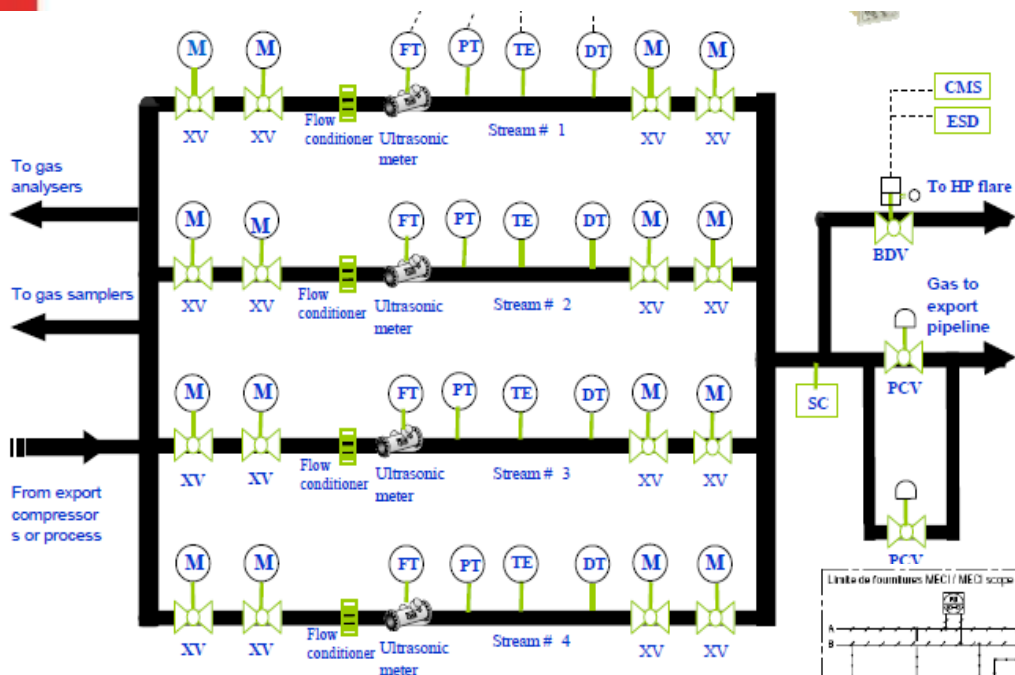 M M FT PT TE DT M M
CMS
ESD
XV XV Flow conditioner Ultrasonic meter Stream # 1 XV XV
To gas
analysers
To HP flare
BDV
M M FT PT TE DT M M
XV XV Flow conditioner Ultrasonic meter Stream # 2 XV XV
To gas samplers
Gas to
export
pipeline
PCV
SC
M M FT PT TE DT M M
XV XV Flow conditioner Ultrasonic meter Stream # 3 XV XV
From export
compressor
s or process
PCV
M M FT PT TE DT M M
XV XV Flow conditioner Ultrasonic meter Stream # 4 XV XV
Limite de fournitures MECI / MECI scope
A
B